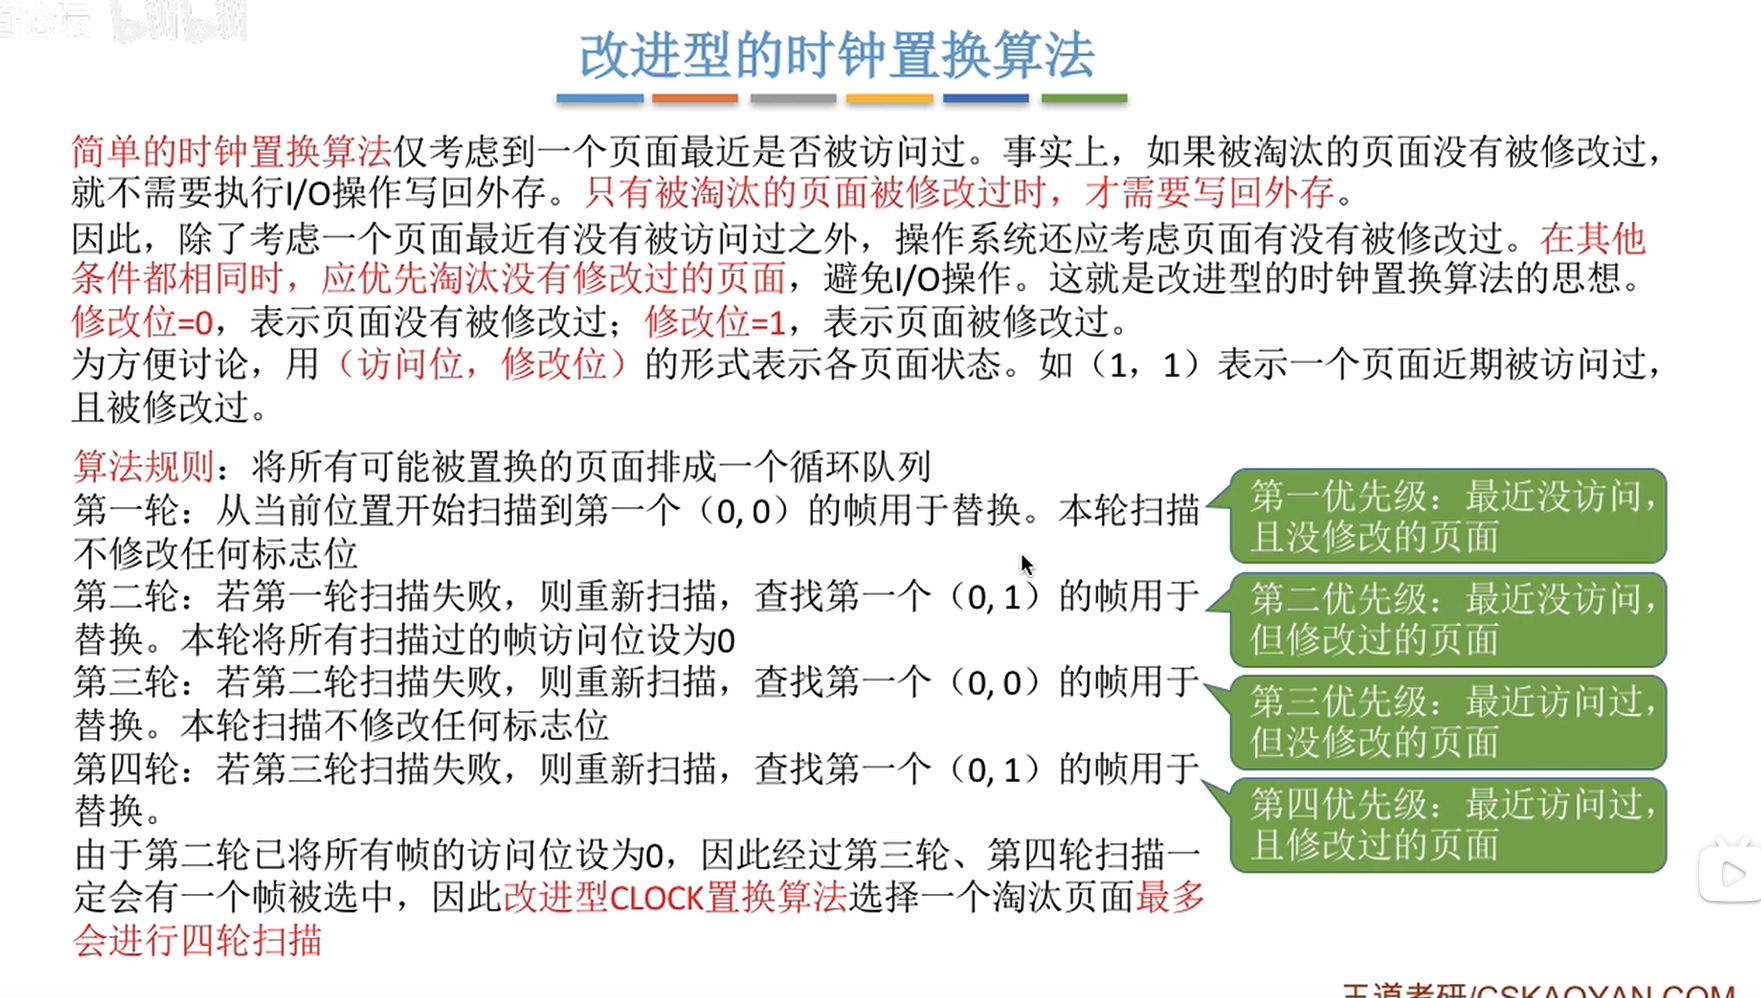 道论坛 bilibili
改进型的时钟置换算法
简单的时钟置换算法仅考虑到一个页面最近是否被访问过。事实上，如果被淘汰的页面没有被修改过，
就不需要执行I/O操作写回外存。只有被淘汰的页面被修改过时，才需要写回外存。
因此，除了考虑一个页面最近有没有被访问过之外，操作系统还应考虑页面有没有被修改过。在其他
条件都相同时，应优先淘汰没有修改过的页面，避免I/O操作。这就是改进型的时钟置换算法的思想。
修改位=0，表示页面没有被修改过；修改位=1，表示页面被修改过。
为方便讨论，用（访问位，修改位）的形式表示各页面状态。如（1，1）表示一个页面近期被访问过，
且被修改过。
算法规则：将所有可能被置换的页面排成一个循环队列
第一轮：从当前位置开始扫描到第一个（0, 0）的帧用于替换。本轮扫描
不修改任何标志位
第二轮：若第一轮扫描失败，则重新扫描，查找第一个（0, 1）的帧用于
替换。本轮将所有扫描过的帧访问位设为0
第三轮：若第二轮扫描失败，则重新扫描，查找第一个（0, 0）的帧用于
替换。本轮扫描不修改任何标志位
第四轮：若第三轮扫描失败，则重新扫描，查找第一个（0, 1）的帧用于
替换。
由于第二轮已将所有帧的访问位设为0，因此经过第三轮、第四轮扫描一
定会有一个帧被选中，因此改进型CLOCK置换算法选择一个淘汰页面最多
会进行四轮扫描
第一优先级：最近没访问，
且没修改的页面
第二优先级：最近没访问，
但修改过的页面
第三优先级：最近访问过，
但没修改的页面
第四优先级：最近访问过，
且修改过的页面
王道考研/CSKAOYAN.COM